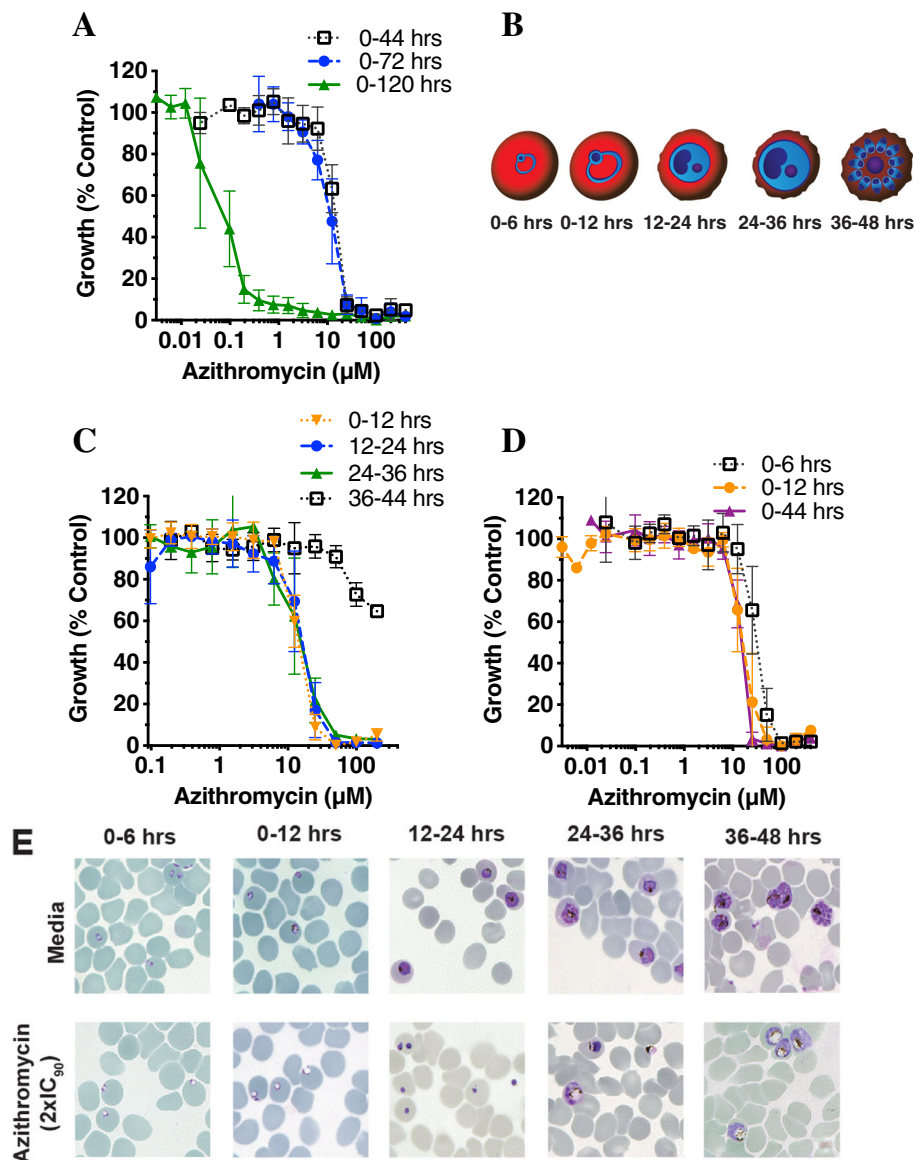 A
0-44 hrs
0-72 hrs
0-120 hrs
Growth (% Control)
120
100
80
60
40
20
0
0.01 0.1 1 10 100
Azithromycin (µM)
B
0-6 hrs 0-12 hrs 12-24 hrs 24-36 hrs 36-48 hrs
C
0-12 hrs
12-24 hrs
24-36 hrs
36-44 hrs
Growth (% Control)
120
100
80
60
40
20
0
0.1 1 10 100
Azithromycin (µM)
D
0-6 hrs
0-12 hrs
0-44 hrs
Growth (% Control)
120
100
80
60
40
20
0
0.01 0.1 1 10 100
Azithromycin (µM)
E
0-6 hrs 0-12 hrs 12-24 hrs 24-36 hrs 36-48 hrs
Media
Azithromycin
(2xIC90)